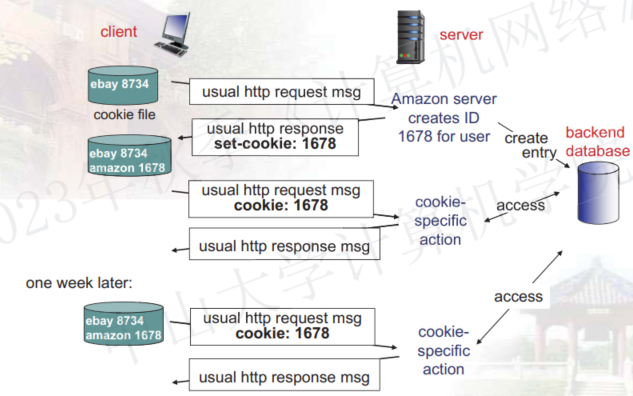 client
server
ebay 8734
cookie file
usual http request msg
Amazon server
creates ID
1678 for user
usual http response
set-cookie: 1678
create
entry
backend
database
ebay 8734
amazon 1678
usual http request msg
cookie: 1678
cookie-
specific
action
access
usual http response msg
one week later:
access
ebay 8734
amazon 1678
usual http request msg
cookie: 1678
cookie-
specific
action
usual http response msg